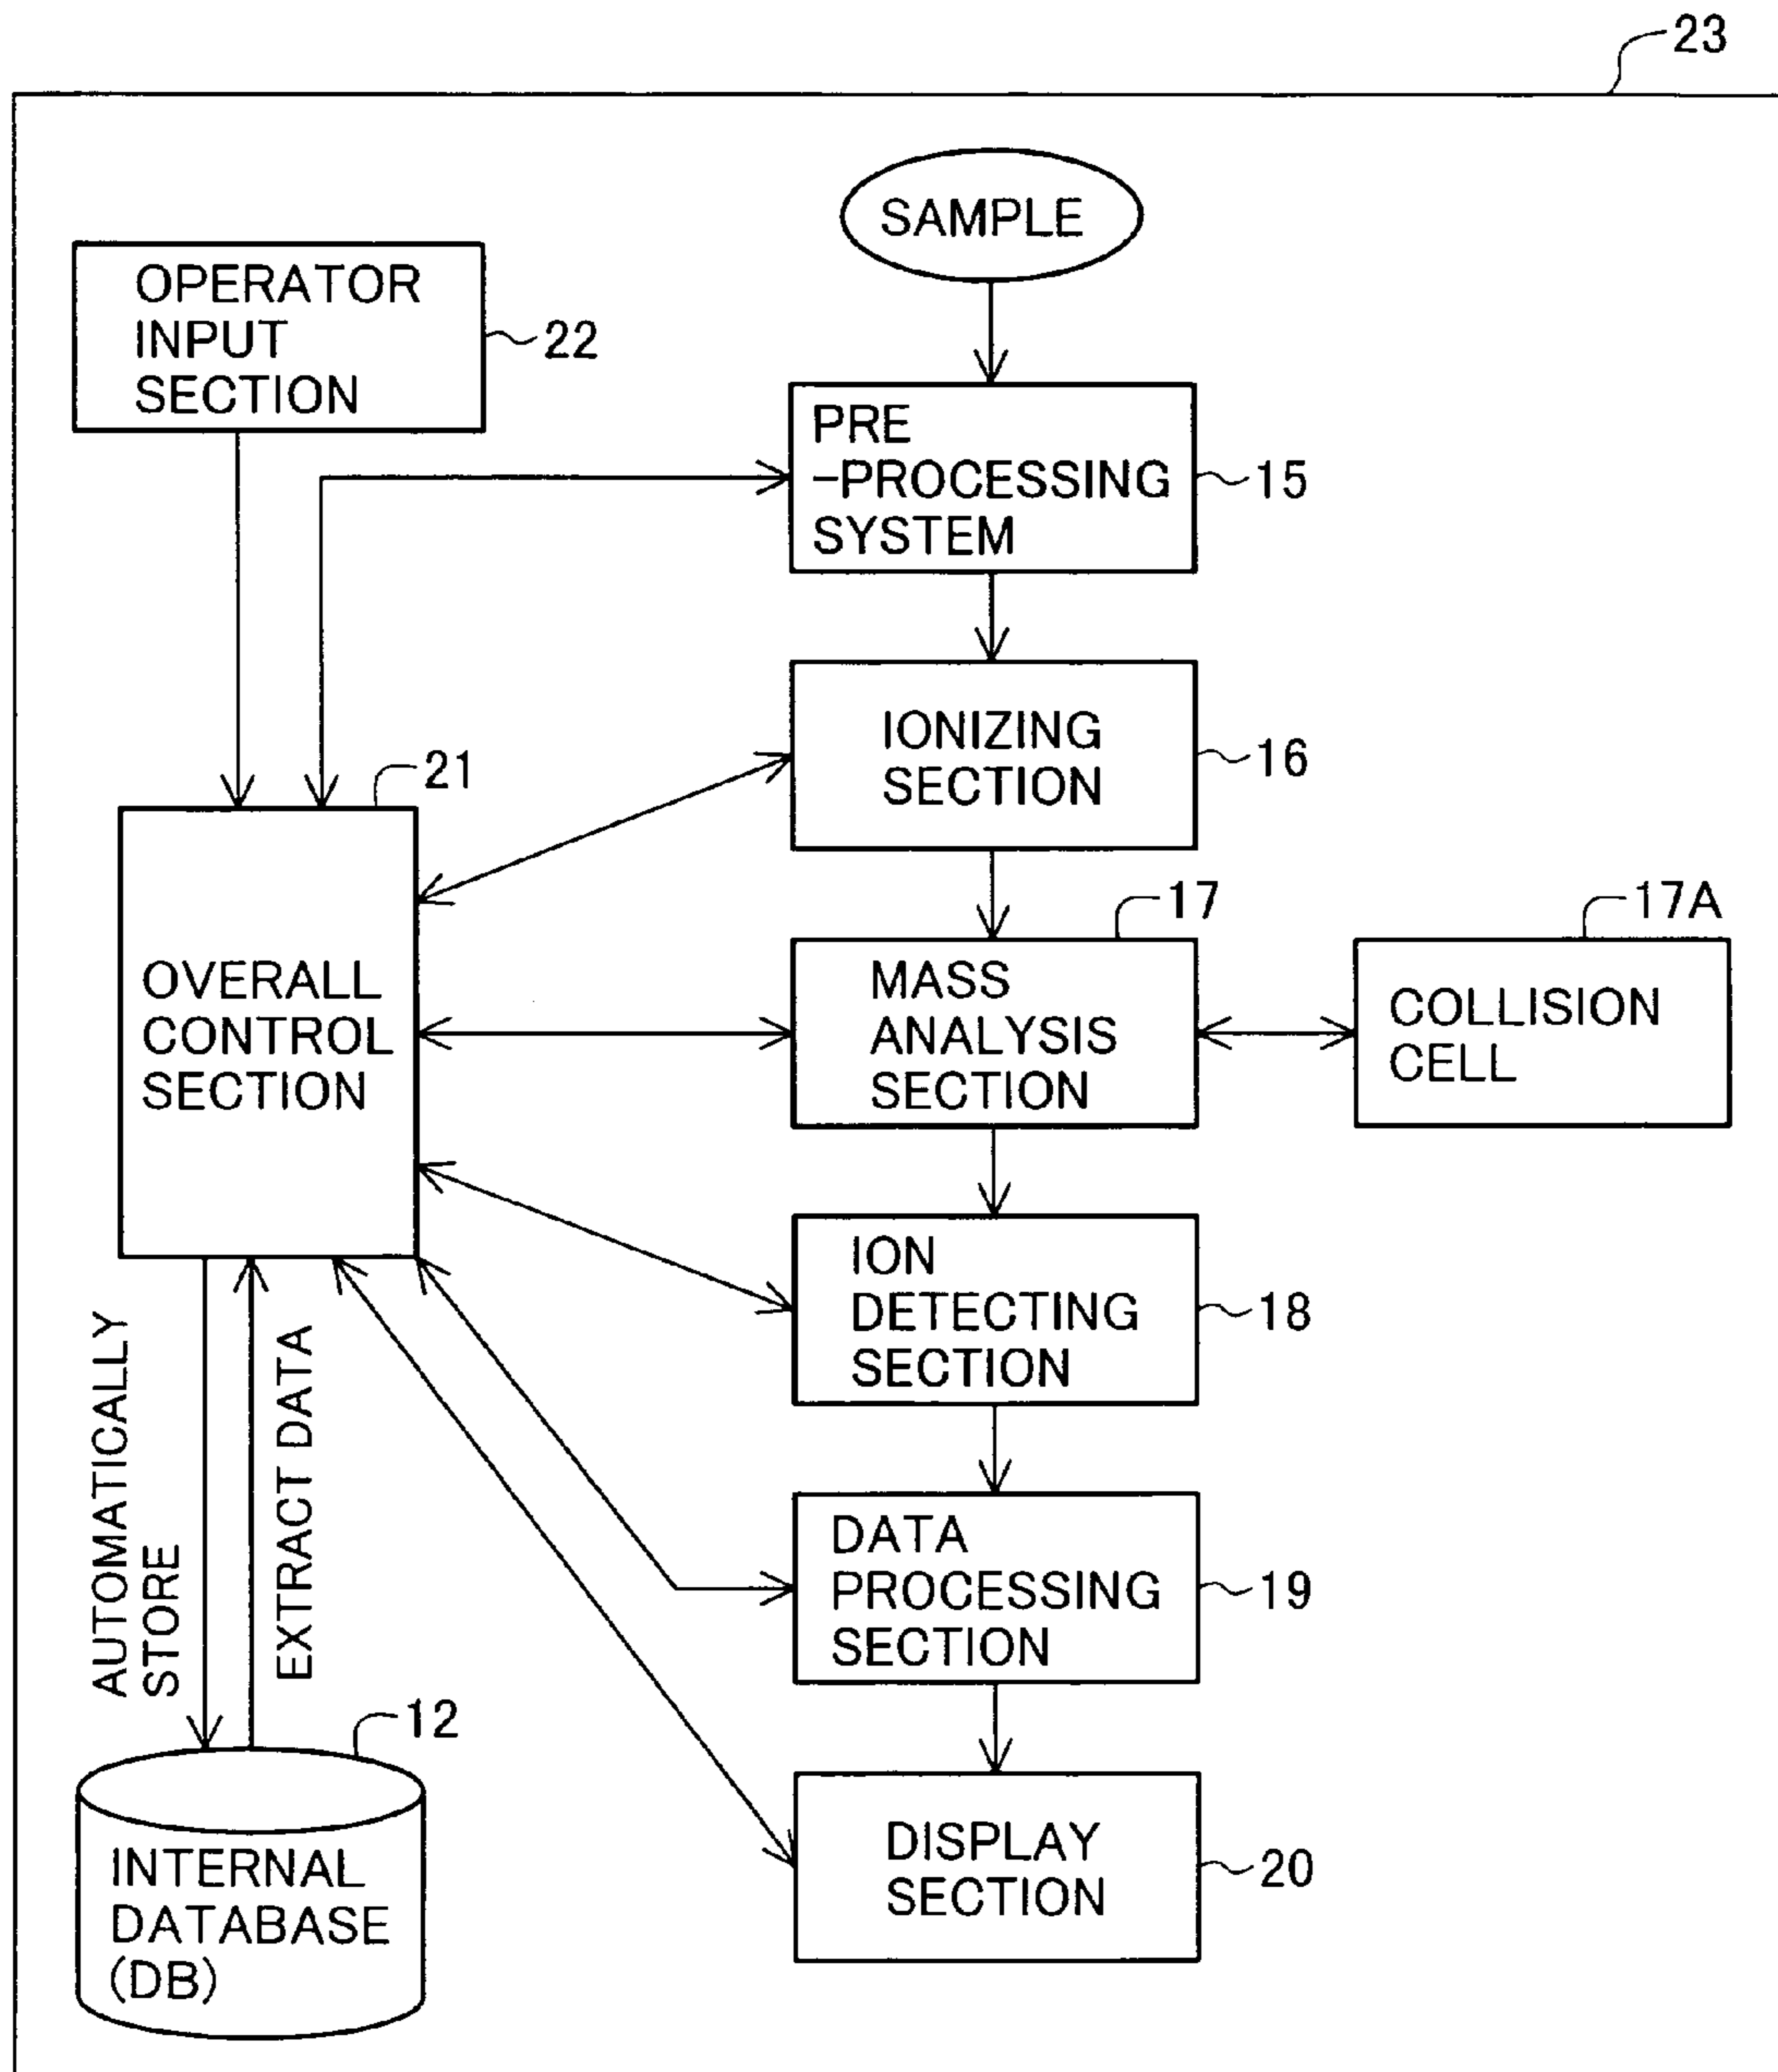 23
SAMPLE
OPERATOR
INPUT
SECTION
22
PRE
-PROCESSING
SYSTEM
15
IONIZING
SECTION
16
21
OVERALL
CONTROL
SECTION
17
MASS
ANALYSIS
SECTION
17A
COLLISION
CELL
ION
DETECTING
SECTION
18
AUTOMATICALLY
STORE
EXTRACT DATA
DATA
PROCESSING
SECTION
19
12
INTERNAL
DATABASE
(DB)
DISPLAY
SECTION
20